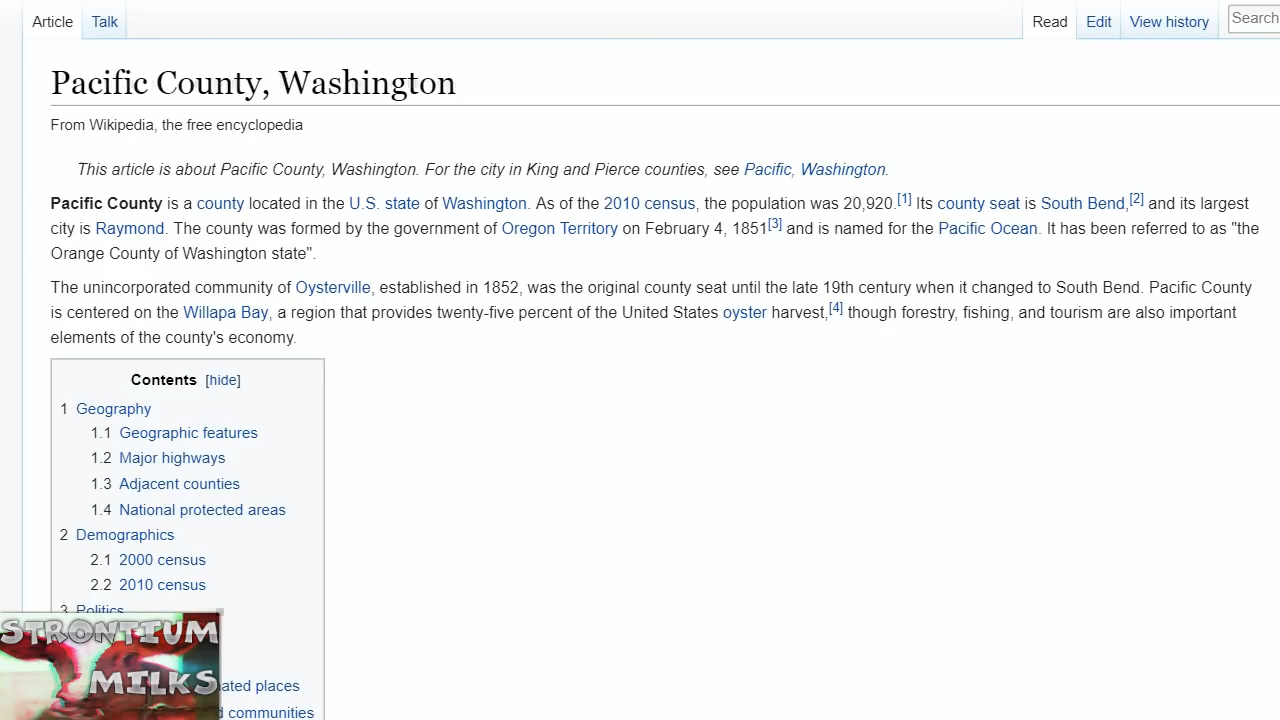 Article Talk Read Edit View history Search
Pacific County, Washington
From Wikipedia, the free encyclopedia
This article is about Pacific County, Washington. For the city in King and Pierce counties, see Pacific, Washington.
Pacific County is a county located in the U.S. state of Washington. As of the 2010 census, the population was 20,920.[1] Its county seat is South Bend,[2] and its largest
city is Raymond. The county was formed by the government of Oregon Territory on February 4, 1851[3] and is named for the Pacific Ocean. It has been referred to as "the
Orange County of Washington state".
The unincorporated community of Oysterville, established in 1852, was the original county seat until the late 19th century when it changed to South Bend. Pacific County
is centered on the Willapa Bay, a region that provides twenty-five percent of the United States oyster harvest,[4] though forestry, fishing, and tourism are also important
elements of the county's economy.
Contents [hide]
1 Geography
1.1 Geographic features
1.2 Major highways
1.3 Adjacent counties
1.4 National protected areas
2 Demographics
2.1 2000 census
2.2 2010 census
3 Politics
STRONTIUM
MILKS
ated places
d communities